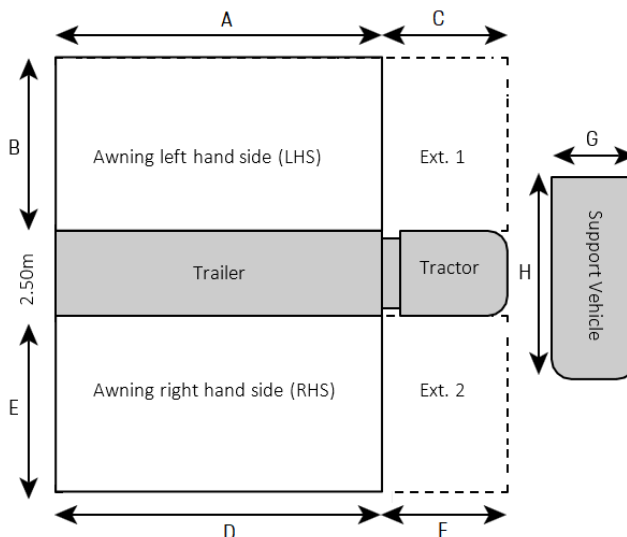 A
C
B
Awning left hand side (LHS)
Ext. 1
G
2.50m
Trailer
Tractor
H
Support Vehicle
E
Awning right hand side (RHS)
Ext. 2
D
F